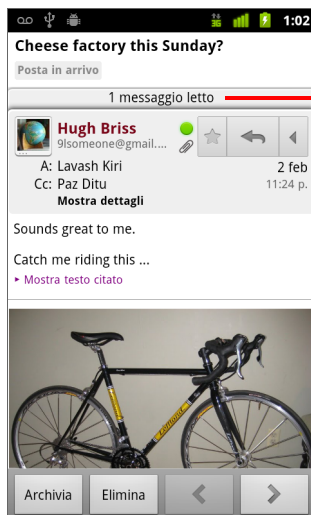 3G
1:02
Cheese factory this Sunday?
Posta in arrivo
1 messaggio letto
Hugh Briss
9lsomeone@gmail....
A: Lavash Kiri
2 feb
Cc: Paz Ditu
11:24 p.
Mostra dettagli
Sounds great to me.
Catch me riding this ...
Mostra testo citato
Archivia
Elimina